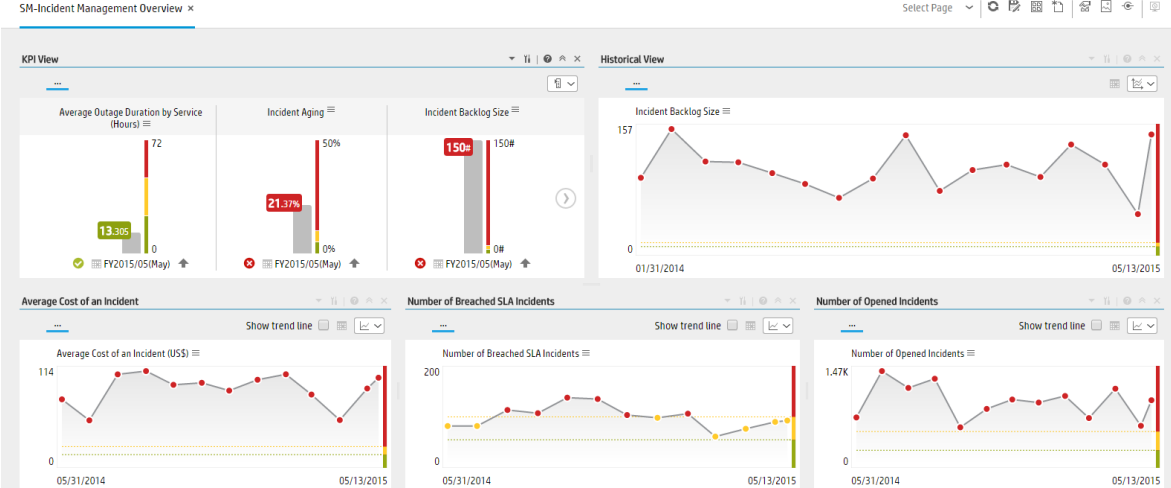 SM-Incident Management Overview ×
Select Page
KPI View
...
Average Outage Duration by Service
(Hours)
72
13.305
0
FY2015/05(May)
Incident Aging
50%
21.37%
0%
FY2015/05(May)
Incident Backlog Size
150#
150#
0#
FY2015/05(May)
Historical View
...
Incident Backlog Size
157
0
01/31/2014
05/13/2015
Average Cost of an Incident
...
Show trend line
Average Cost of an Incident (US$)
114
0
05/31/2014
05/13/2015
Number of Breached SLA Incidents
...
Show trend line
Number of Breached SLA Incidents
200
0
05/31/2014
05/13/2015
Number of Opened Incidents
...
Show trend line
Number of Opened Incidents
1.47K
0
05/31/2014
05/13/2015